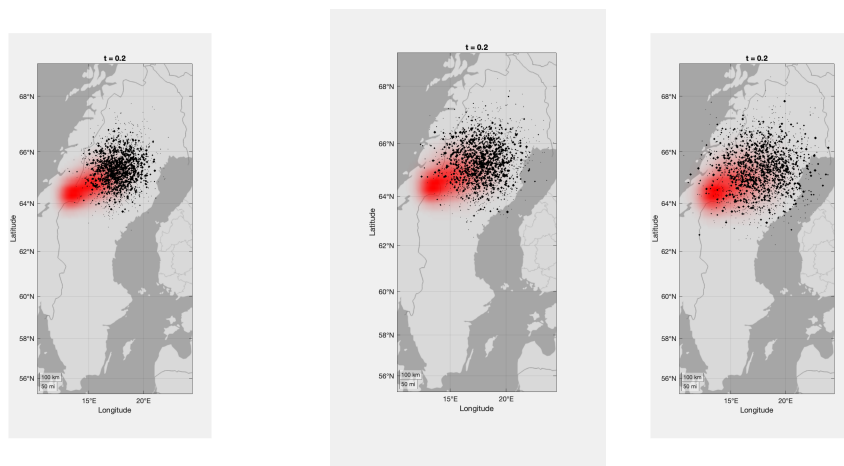 t = 0.2
68°N
66°N
64°N
62°N
60°N
58°N
56°N
Latitude
100 km
50 mi
15°E
20°E
Longitude
t = 0.2
68°N
66°N
64°N
62°N
60°N
58°N
56°N
Latitude
100 km
50 mi
15°E
20°E
Longitude
t = 0.2
68°N
66°N
64°N
62°N
60°N
58°N
56°N
Latitude
100 km
50 mi
15°E
20°E
Longitude